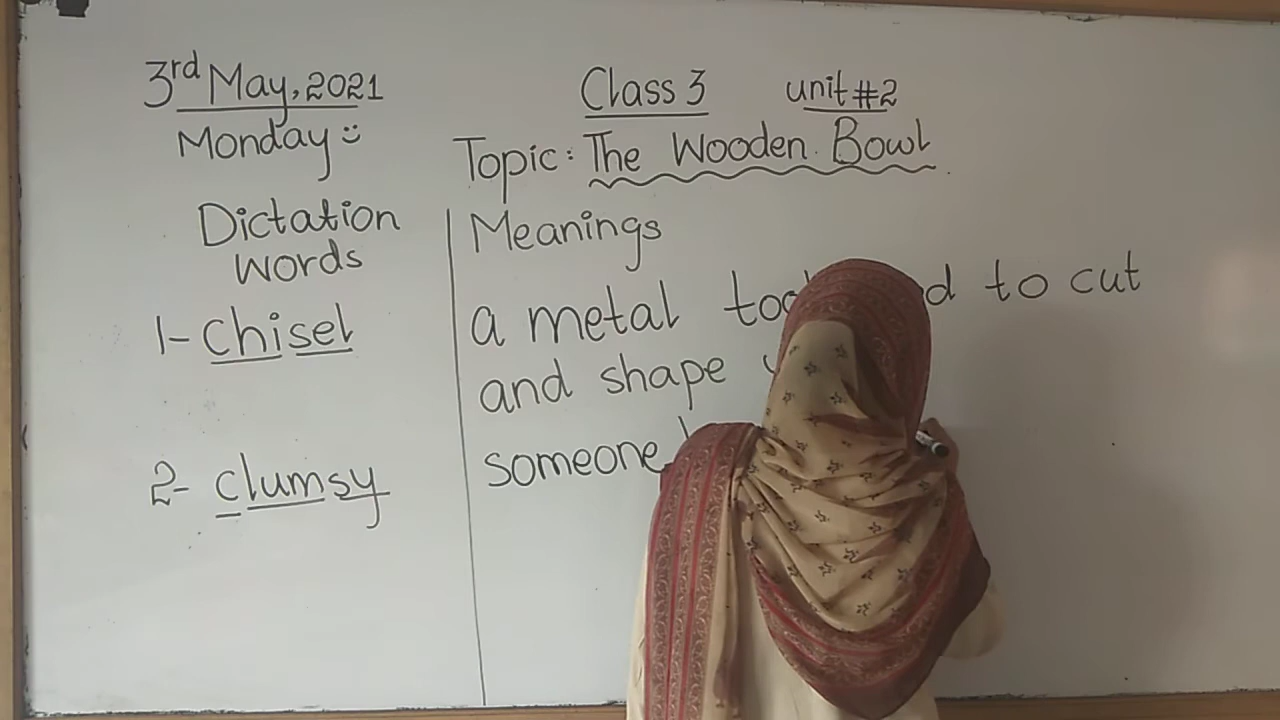 3rd May, 2021
Monday
Class 3
unit #2
Topic: The Wooden Bowl
Dictation
words
Meanings
1- Chisel
a metal to cut
and shape
2- clumsy
someone